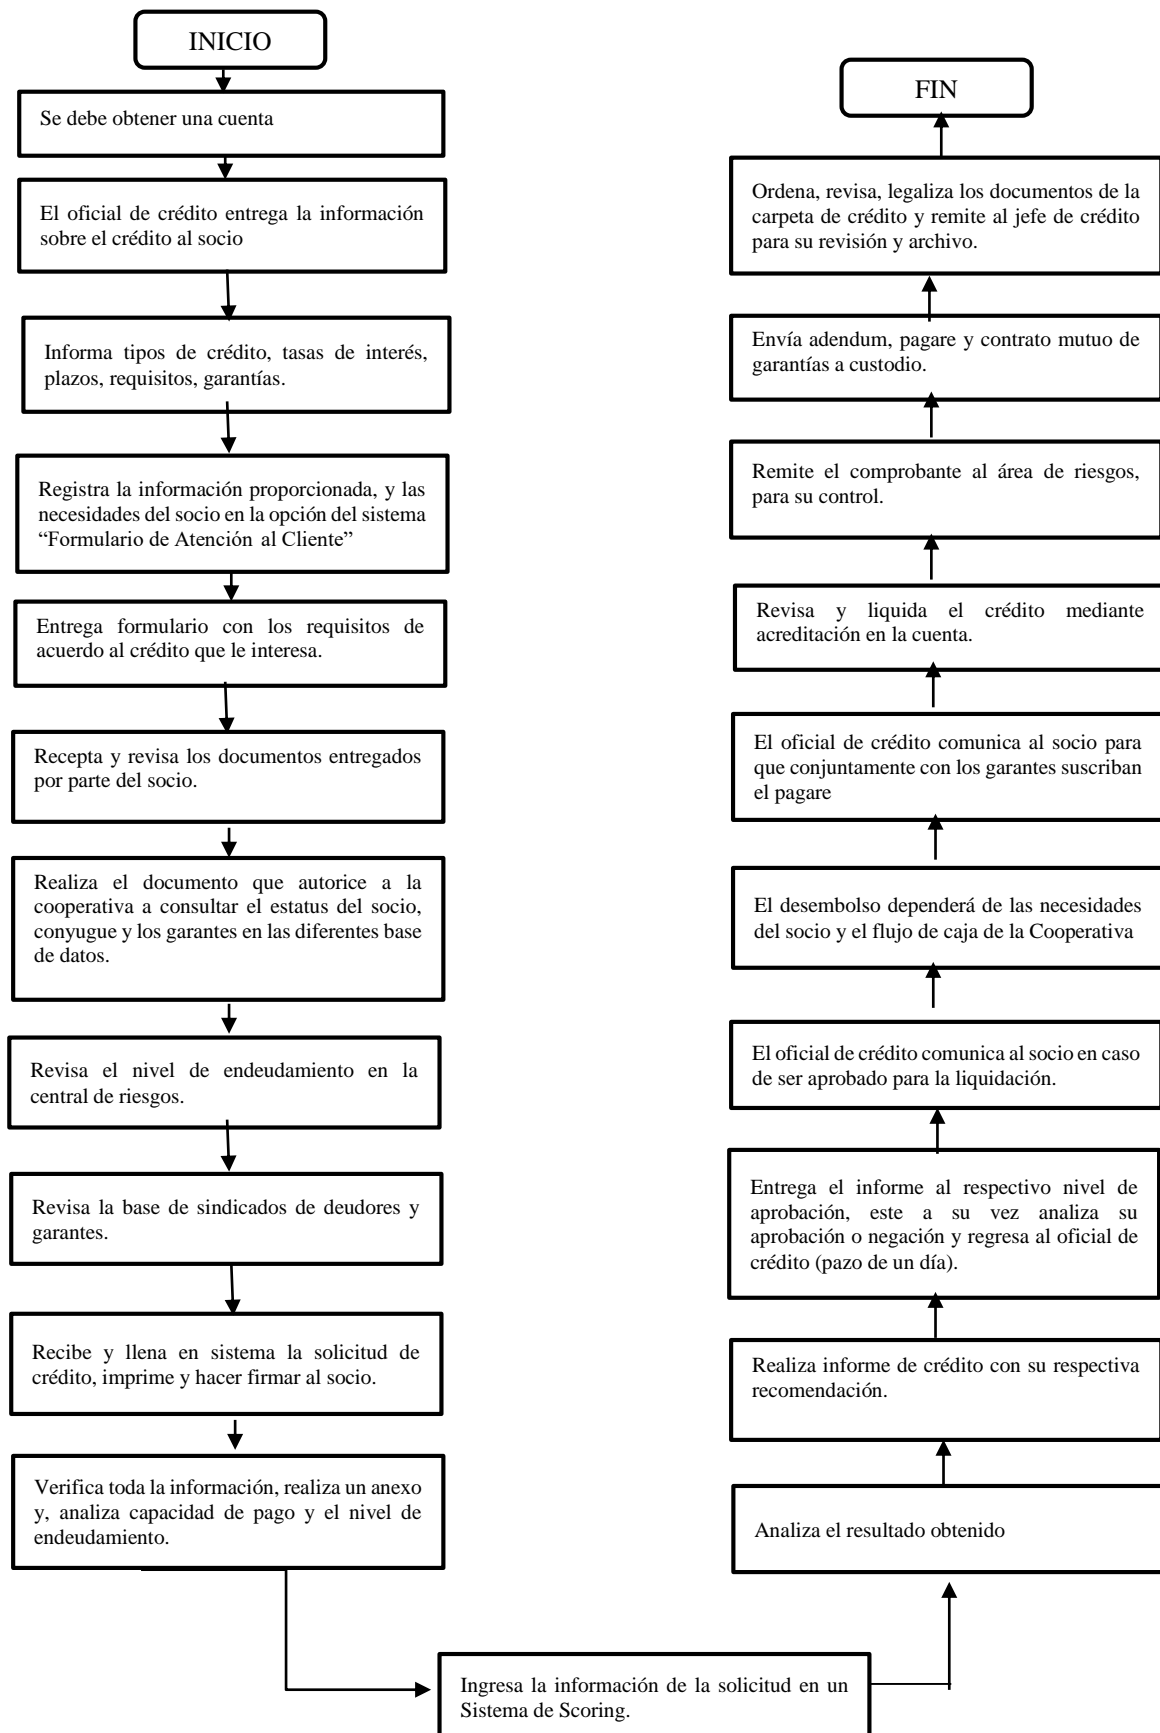 INICIO
Se debe obtener una cuenta
El oficial de crédito entrega la información
sobre el crédito al socio
Informa tipos de crédito, tasas de interés,
plazos, requisitos, garantías.
Registra la información proporcionada, y las
necesidades del socio en la opción del sistema
“Formulario de Atención al Cliente”
Entrega formulario con los requisitos de
acuerdo al crédito que le interesa.
Recepta y revisa los documentos entregados
por parte del socio.
Realiza el documento que autorice a la
cooperativa a consultar el estatus del socio,
conyugue y los garantes en las diferentes base
de datos.
Revisa el nivel de endeudamiento en la
central de riesgos.
Revisa la base de sindicados de deudores y
garantes.
Recibe y llena en sistema la solicitud de
crédito, imprime y hacer firmar al socio.
Verifica toda la información, realiza un anexo
y, analiza capacidad de pago y el nivel de
endeudamiento.
Ingresa la información de la solicitud en un
Sistema de Scoring.
Analiza el resultado obtenido
Realiza informe de crédito con su respectiva
recomendación.
Entrega el informe al respectivo nivel de
aprobación, este a su vez analiza su
aprobación o negación y regresa al oficial de
crédito (pazo de un día).
El oficial de crédito comunica al socio en caso
de ser aprobado para la liquidación.
El desembolso dependerá de las necesidades
del socio y el flujo de caja de la Cooperativa
El oficial de crédito comunica al socio para
que conjuntamente con los garantes suscriban
el pagare
Revisa y liquida el crédito mediante
acreditación en la cuenta.
Remite el comprobante al área de riesgos,
para su control.
Envía adendum, pagare y contrato mutuo de
garantías a custodio.
Ordena, revisa, legaliza los documentos de la
carpeta de crédito y remite al jefe de crédito
para su revisión y archivo.
FIN